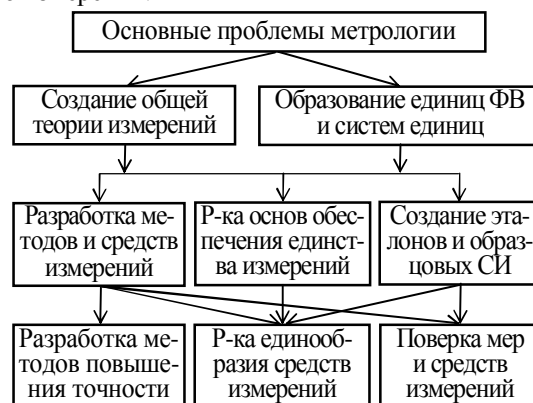 Основные проблемы метрологии
Создание общей
теории измерений
Образование единиц ФВ
и систем единиц
Разработка ме-
тодов и средств
измерений
Р-ка основ обес-
печения единст-
ва измерений
Создание эта-
лонов и образ-
цовых СИ
Разработка ме-
тодов повыше-
ния точности
Р-ка единооб-
разия средств
измерений
Поверка мер
и средств
измерений